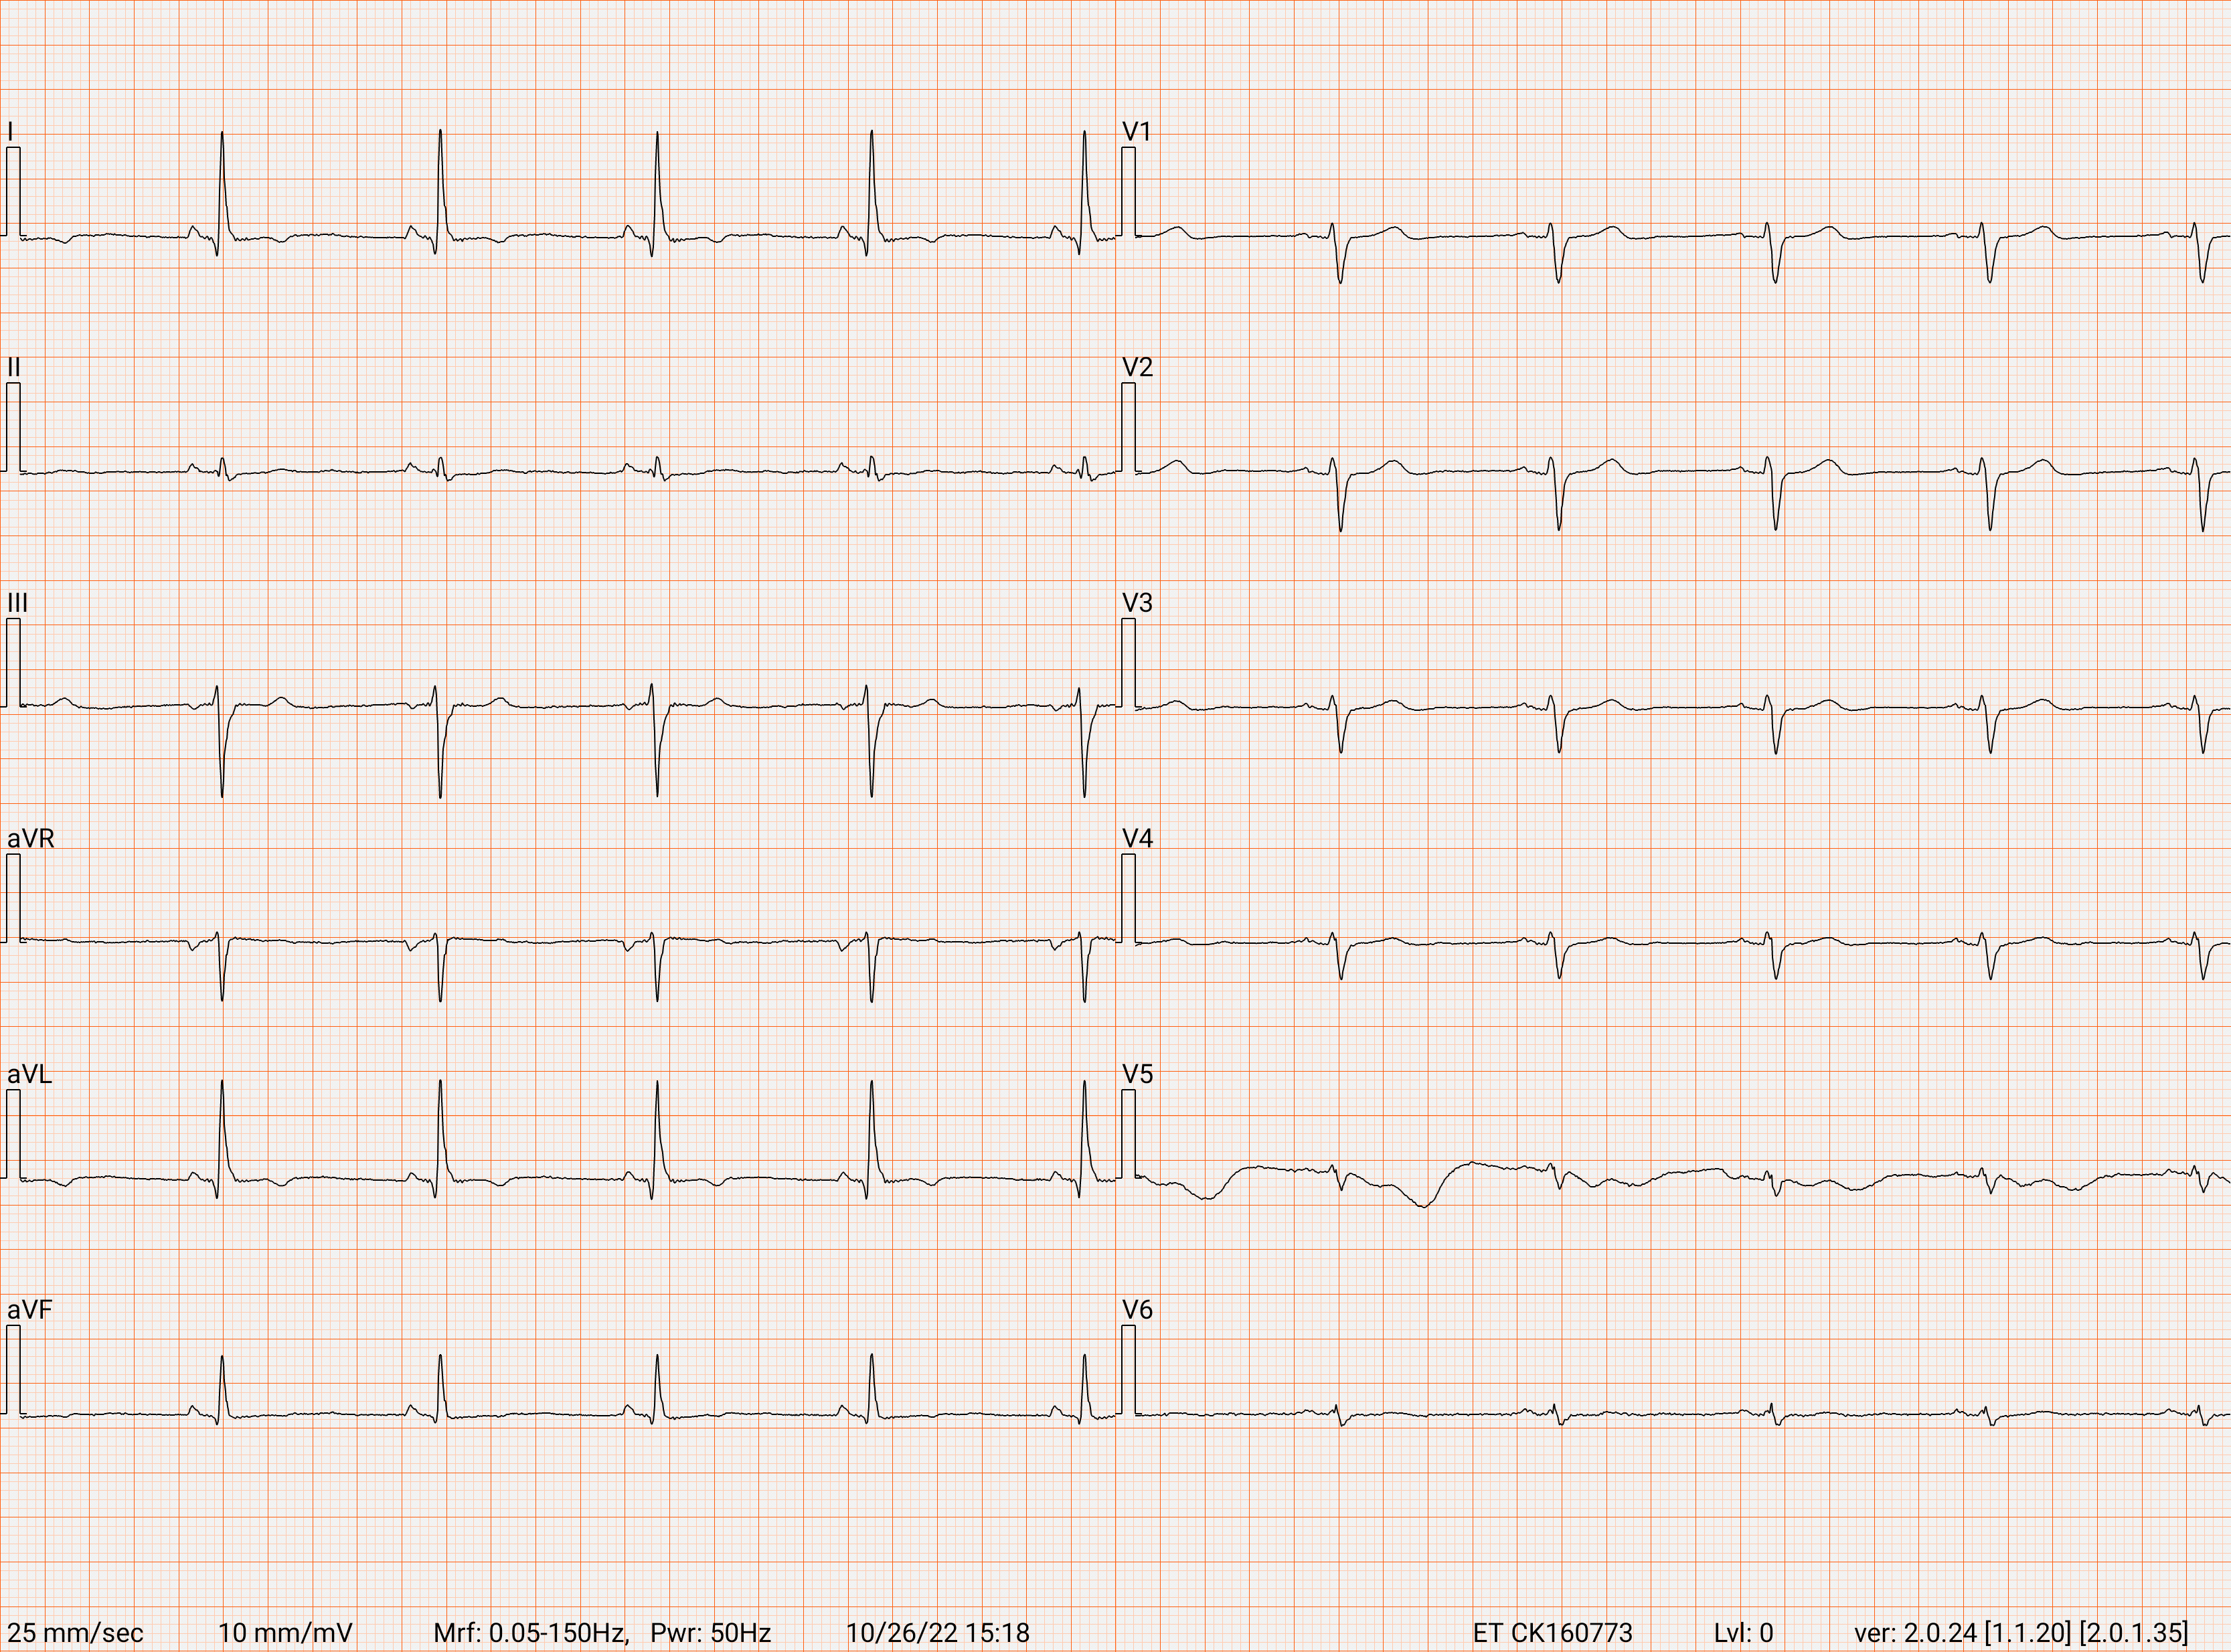 I V1
II V2
III V3
aVR V4
aVL V5
aVF V6
25 mm/sec 10 mm/mV Mrf: 0.05-150Hz, Pwr: 50Hz 10/26/22 15:18 ET CK160773 Lvl: 0 ver: 2.0.24 [1.1.20] [2.0.1.35]